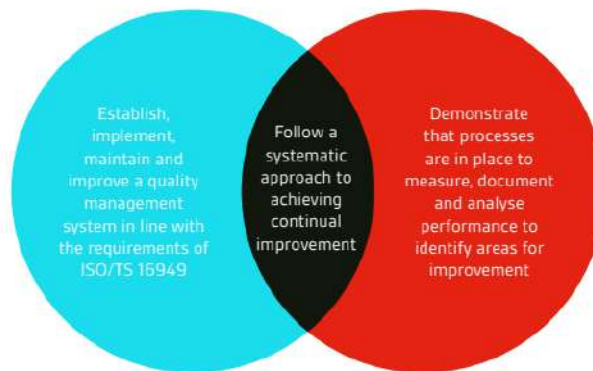 Establish,
implement,
maintain and
improve a quality
management
system in line with
the requirements of
ISO/TS 16949
Follow a
systematic
approach to
achieving
continual
improvement
Demonstrate
that processes
are in place to
measure, document
and analyse
performance to
identify areas for
improvement